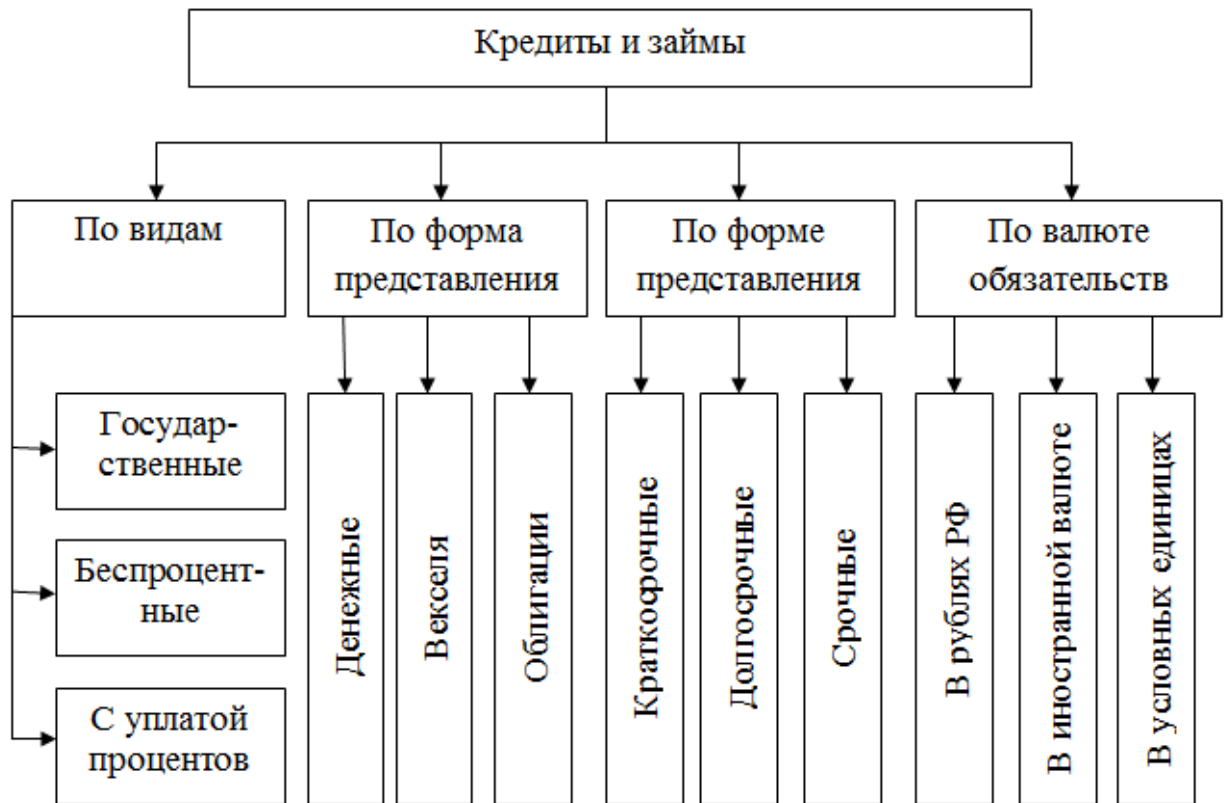 Кредиты и займы
По видам
По форма
представления
По форме
представления
По валюте
обязательств
Государ-
ственные
Беспроцент-
ные
С уплатой
процентов
Денежные
Векселя
Облигации
Краткосрочные
Долгосрочные
Срочные
В рублях РФ
В иностранной валюте
В условных единицах